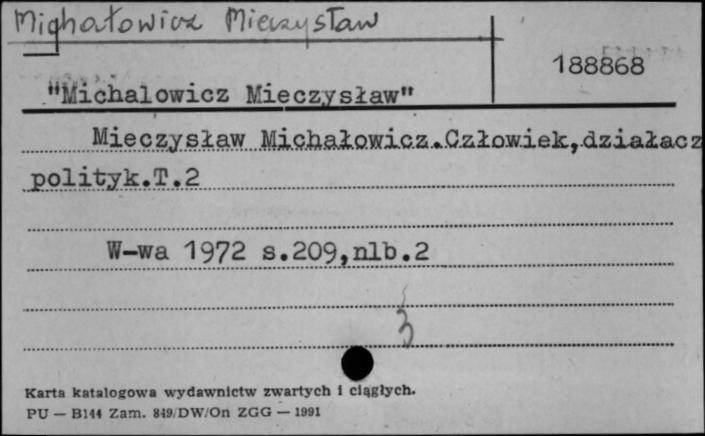 Michałowicz Mieczysław
188868
"Michalowicz Mieczysław"
Mieczysław Michałowicz.Człowiek,działacz
polityk.T.2
W-wa 1972 s.209,nlb.2
3
Karta katalogowa wydawnictw zwartych i ciągłych.
PU — B144 Zam. 849/DW/On ZGG — 1991